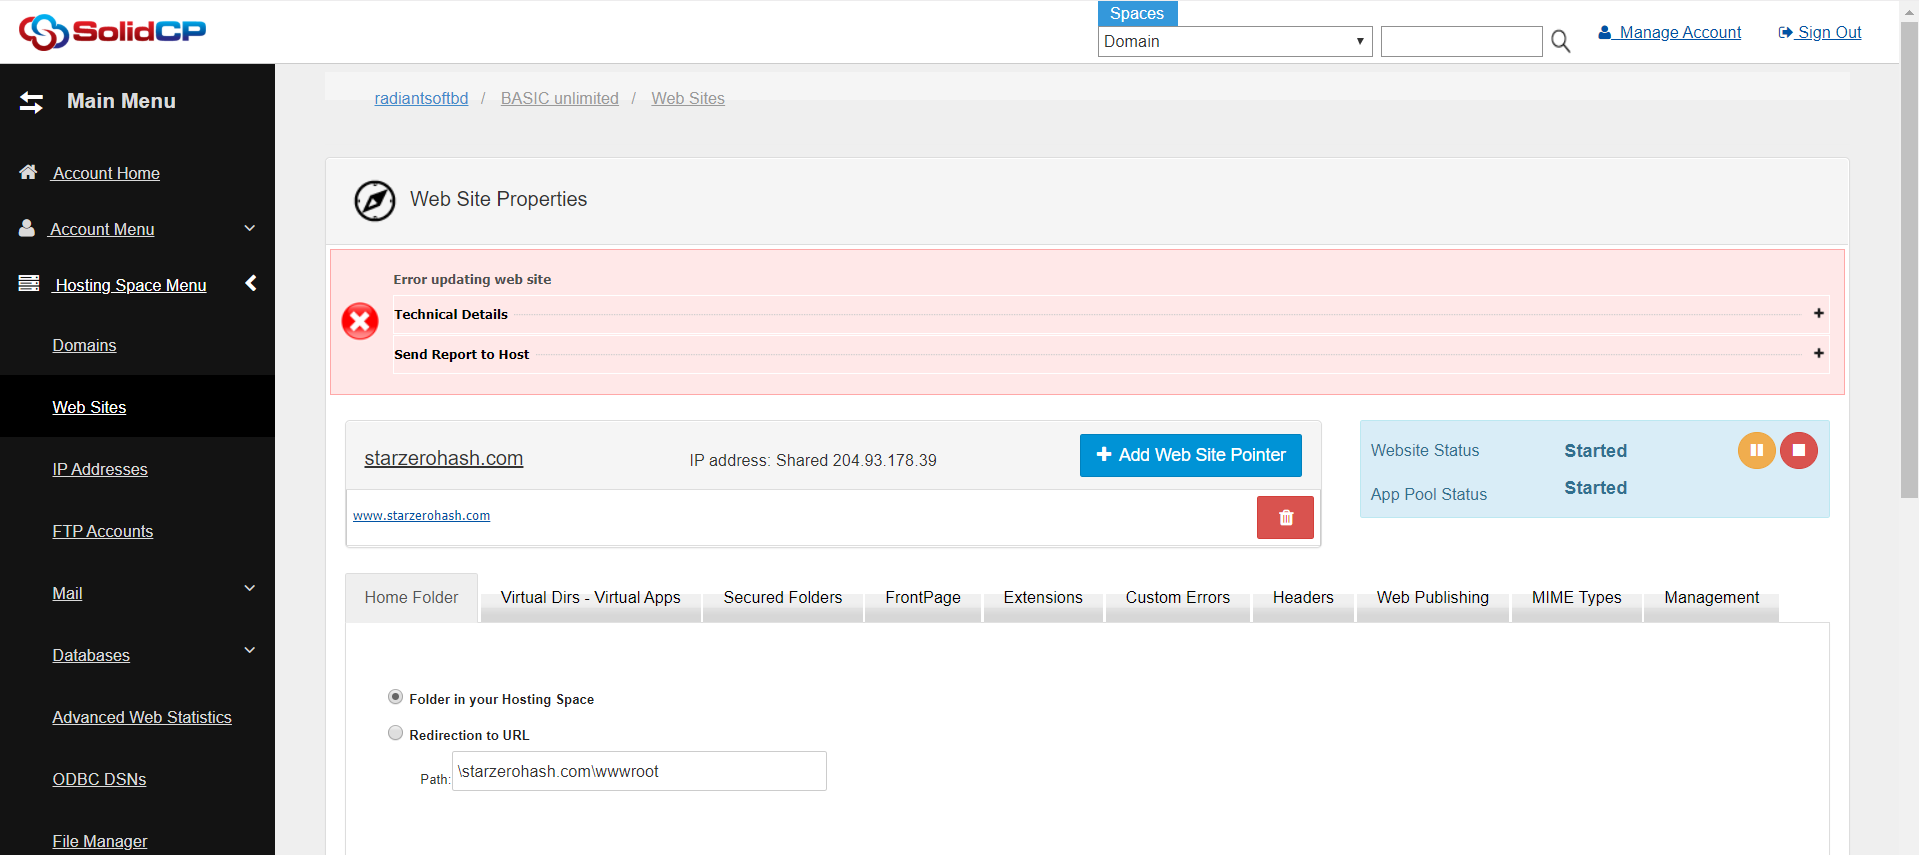 SolidCP
Spaces
Domain
Manage Account
Sign Out
Main Menu
radiantsoftbd / BASIC unlimited / Web Sites
Account Home
Account Menu
Hosting Space Menu
Domains
Web Sites
IP Addresses
FTP Accounts
Mail
Databases
Advanced Web Statistics
ODBC DSNs
File Manager
Web Site Properties
Error updating web site
Technical Details
Send Report to Host
starzerohash.com
IP address: Shared 204.93.178.39
Add Web Site Pointer
www.starzerohash.com
Website Status Started
App Pool Status Started
Home Folder Virtual Dirs - Virtual Apps Secured Folders FrontPage Extensions Custom Errors Headers Web Publishing MIME Types Management
Folder in your Hosting Space
Redirection to URL
Path: \starzerohash.com\wwwroot